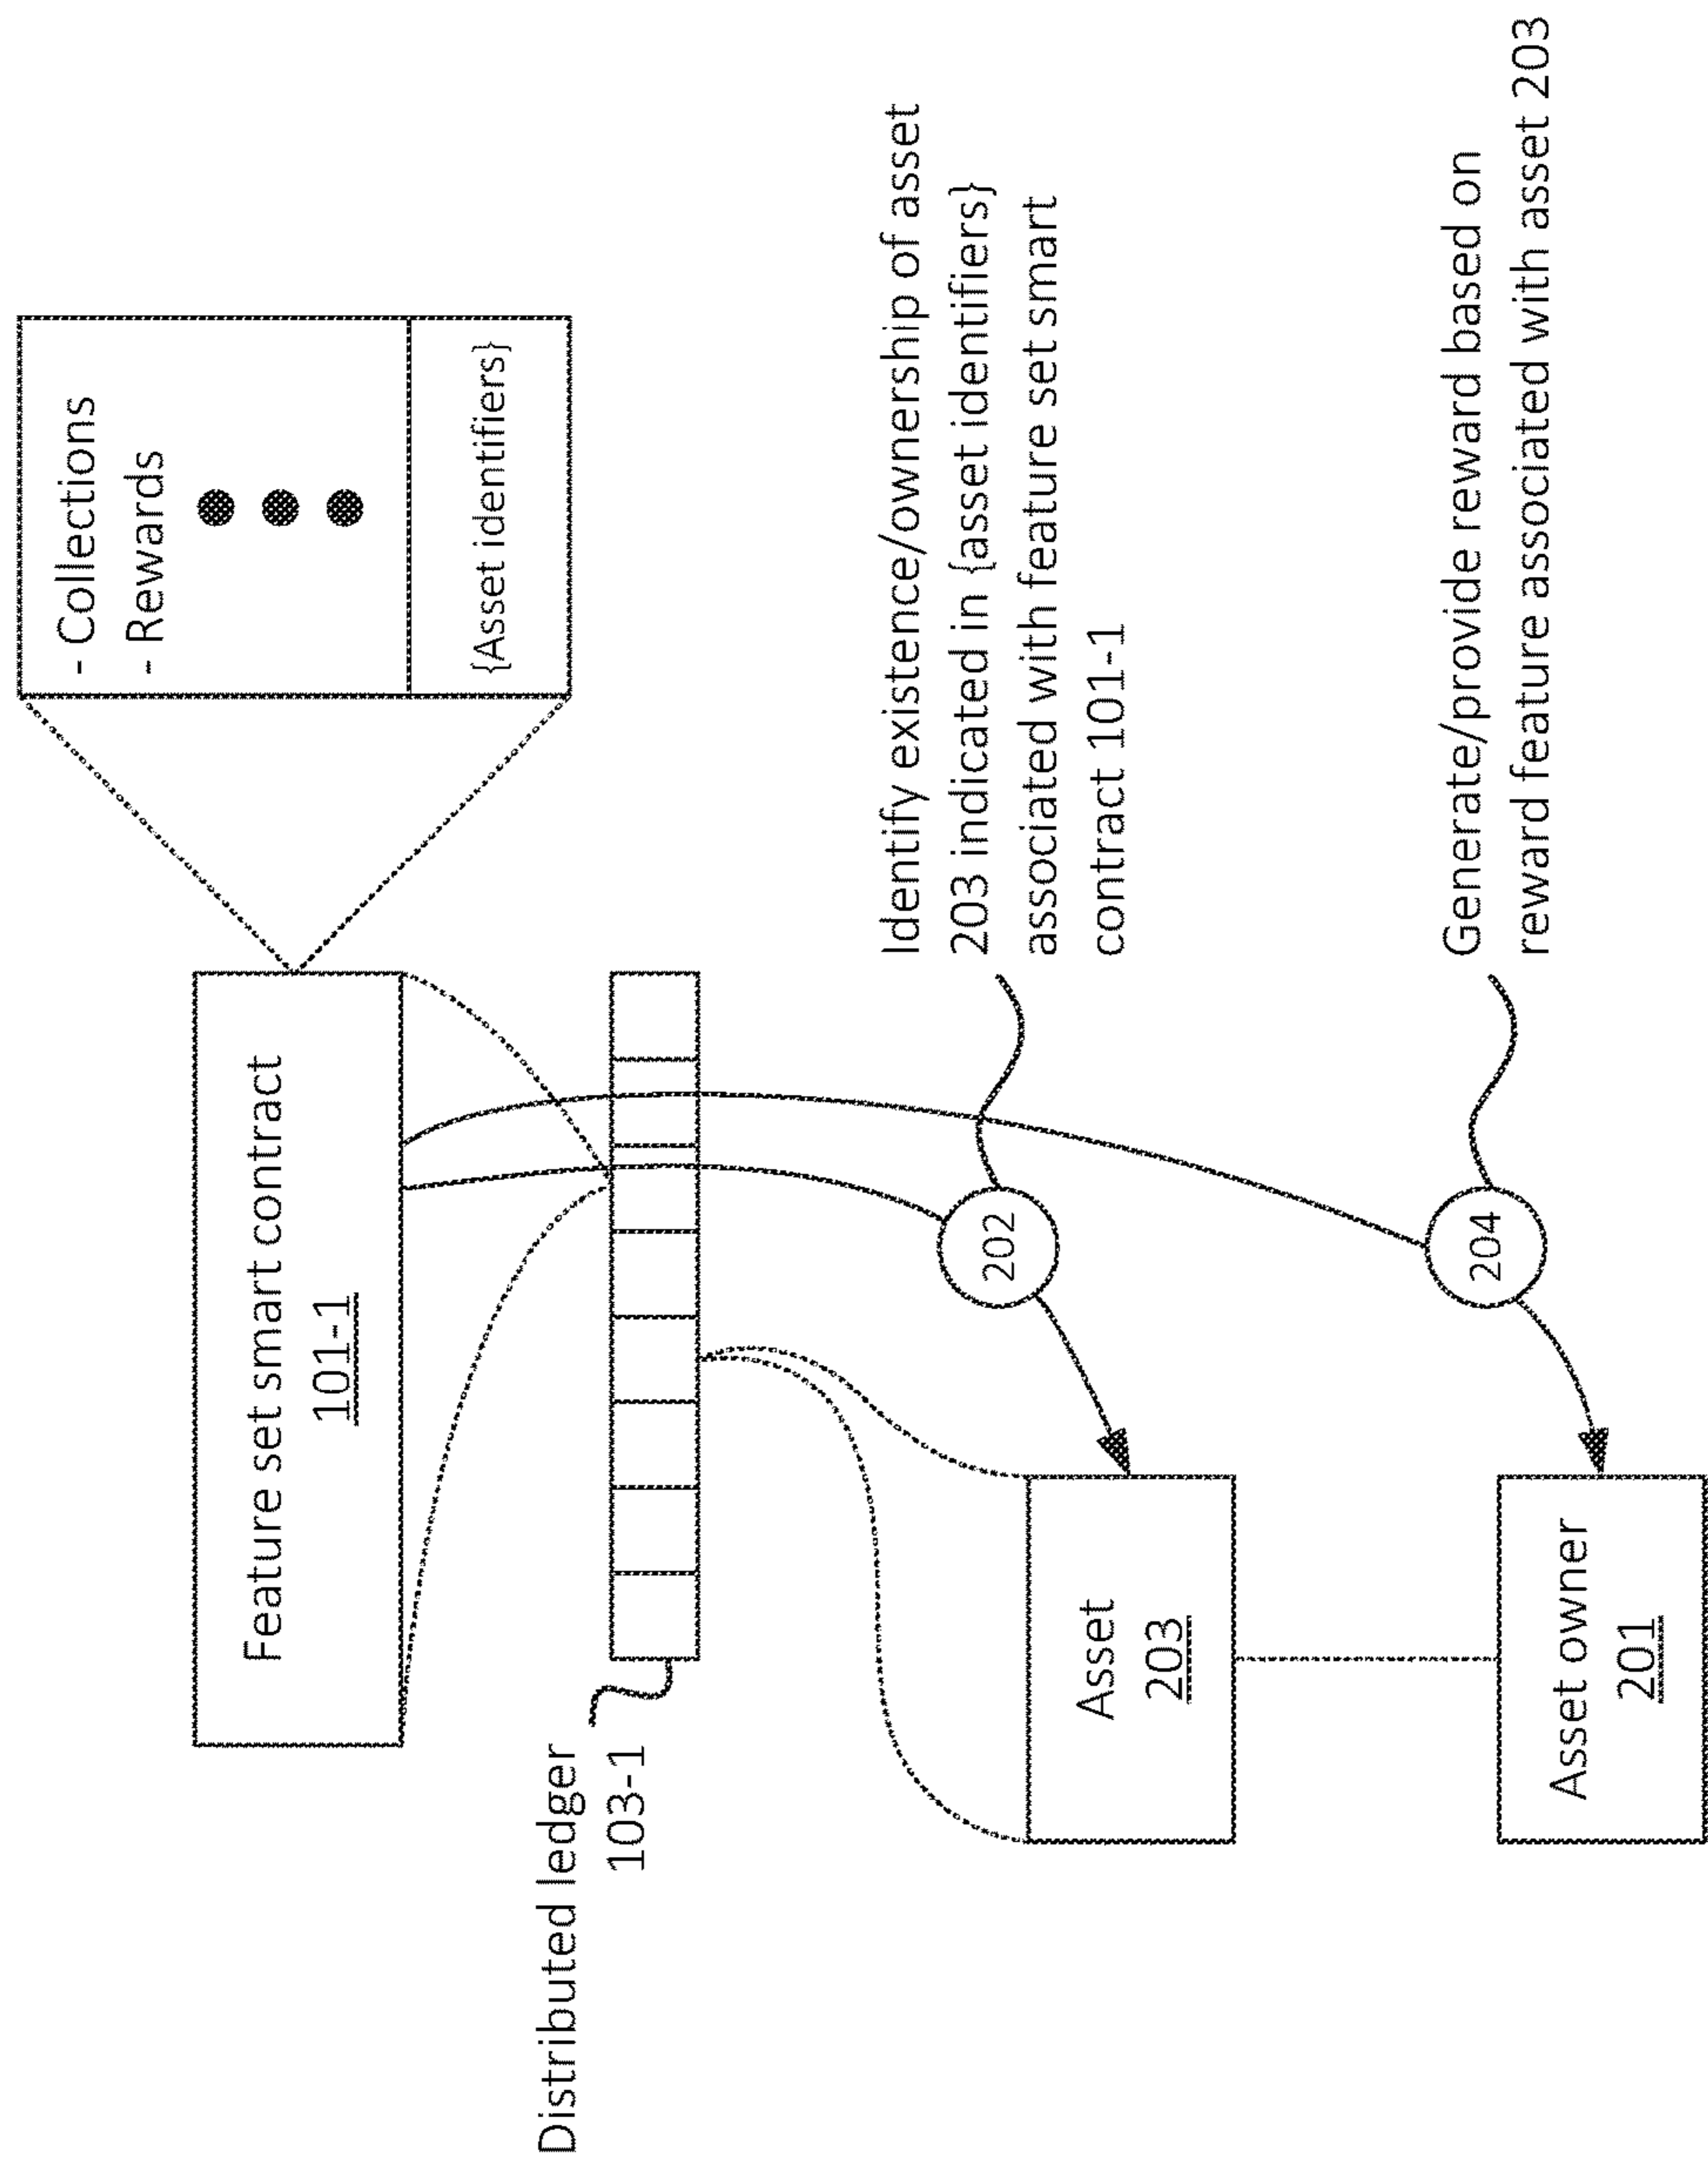 - Collections
- Rewards
{Asset identifiers}
Feature set smart contract
101-1
Distributed ledger
103-1
Identify existence/ownership of asset
203 indicated in {asset identifiers}
associated with feature set smart
contract 101-1
202
Asset
203
Generate/provide reward based on
reward feature associated with asset 203
204
Asset owner
201